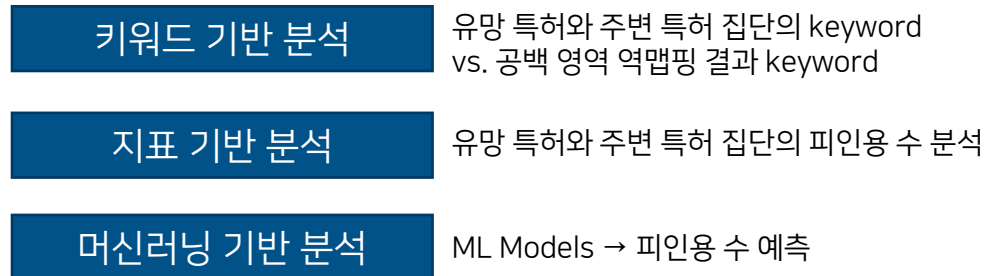 키워드 기반 분석
유망 특허와 주변 특허 집단의 keyword
vs. 공백 영역 역맵핑 결과 keyword
지표 기반 분석
유망 특허와 주변 특허 집단의 피인용 수 분석
머신러닝 기반 분석
ML Models → 피인용 수 예측